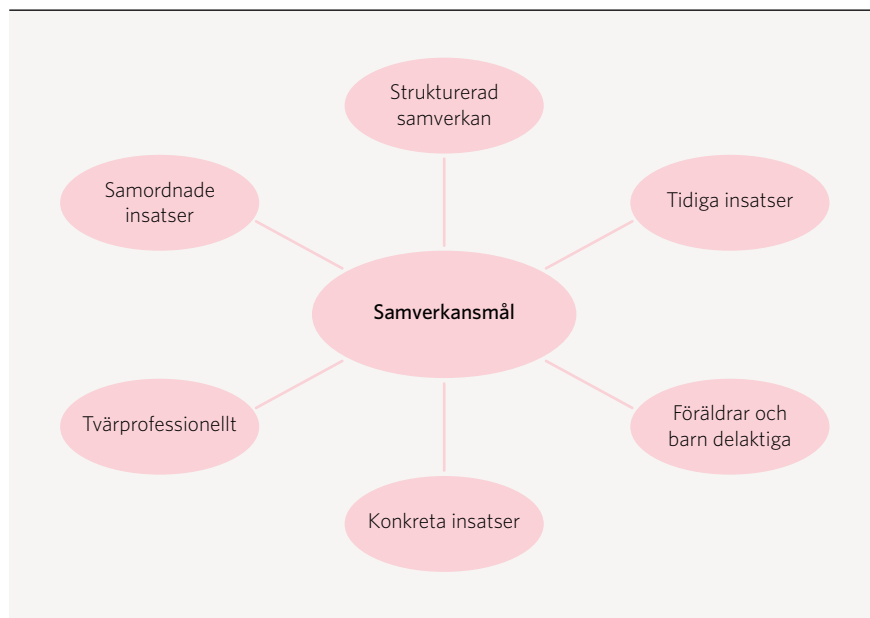 Strukturerad
samverkan
Samordnade
insatser
Tidiga insatser
Samverkansmål
Tvärprofessionellt
Föräldrar och
barn delaktiga
Konkreta insatser